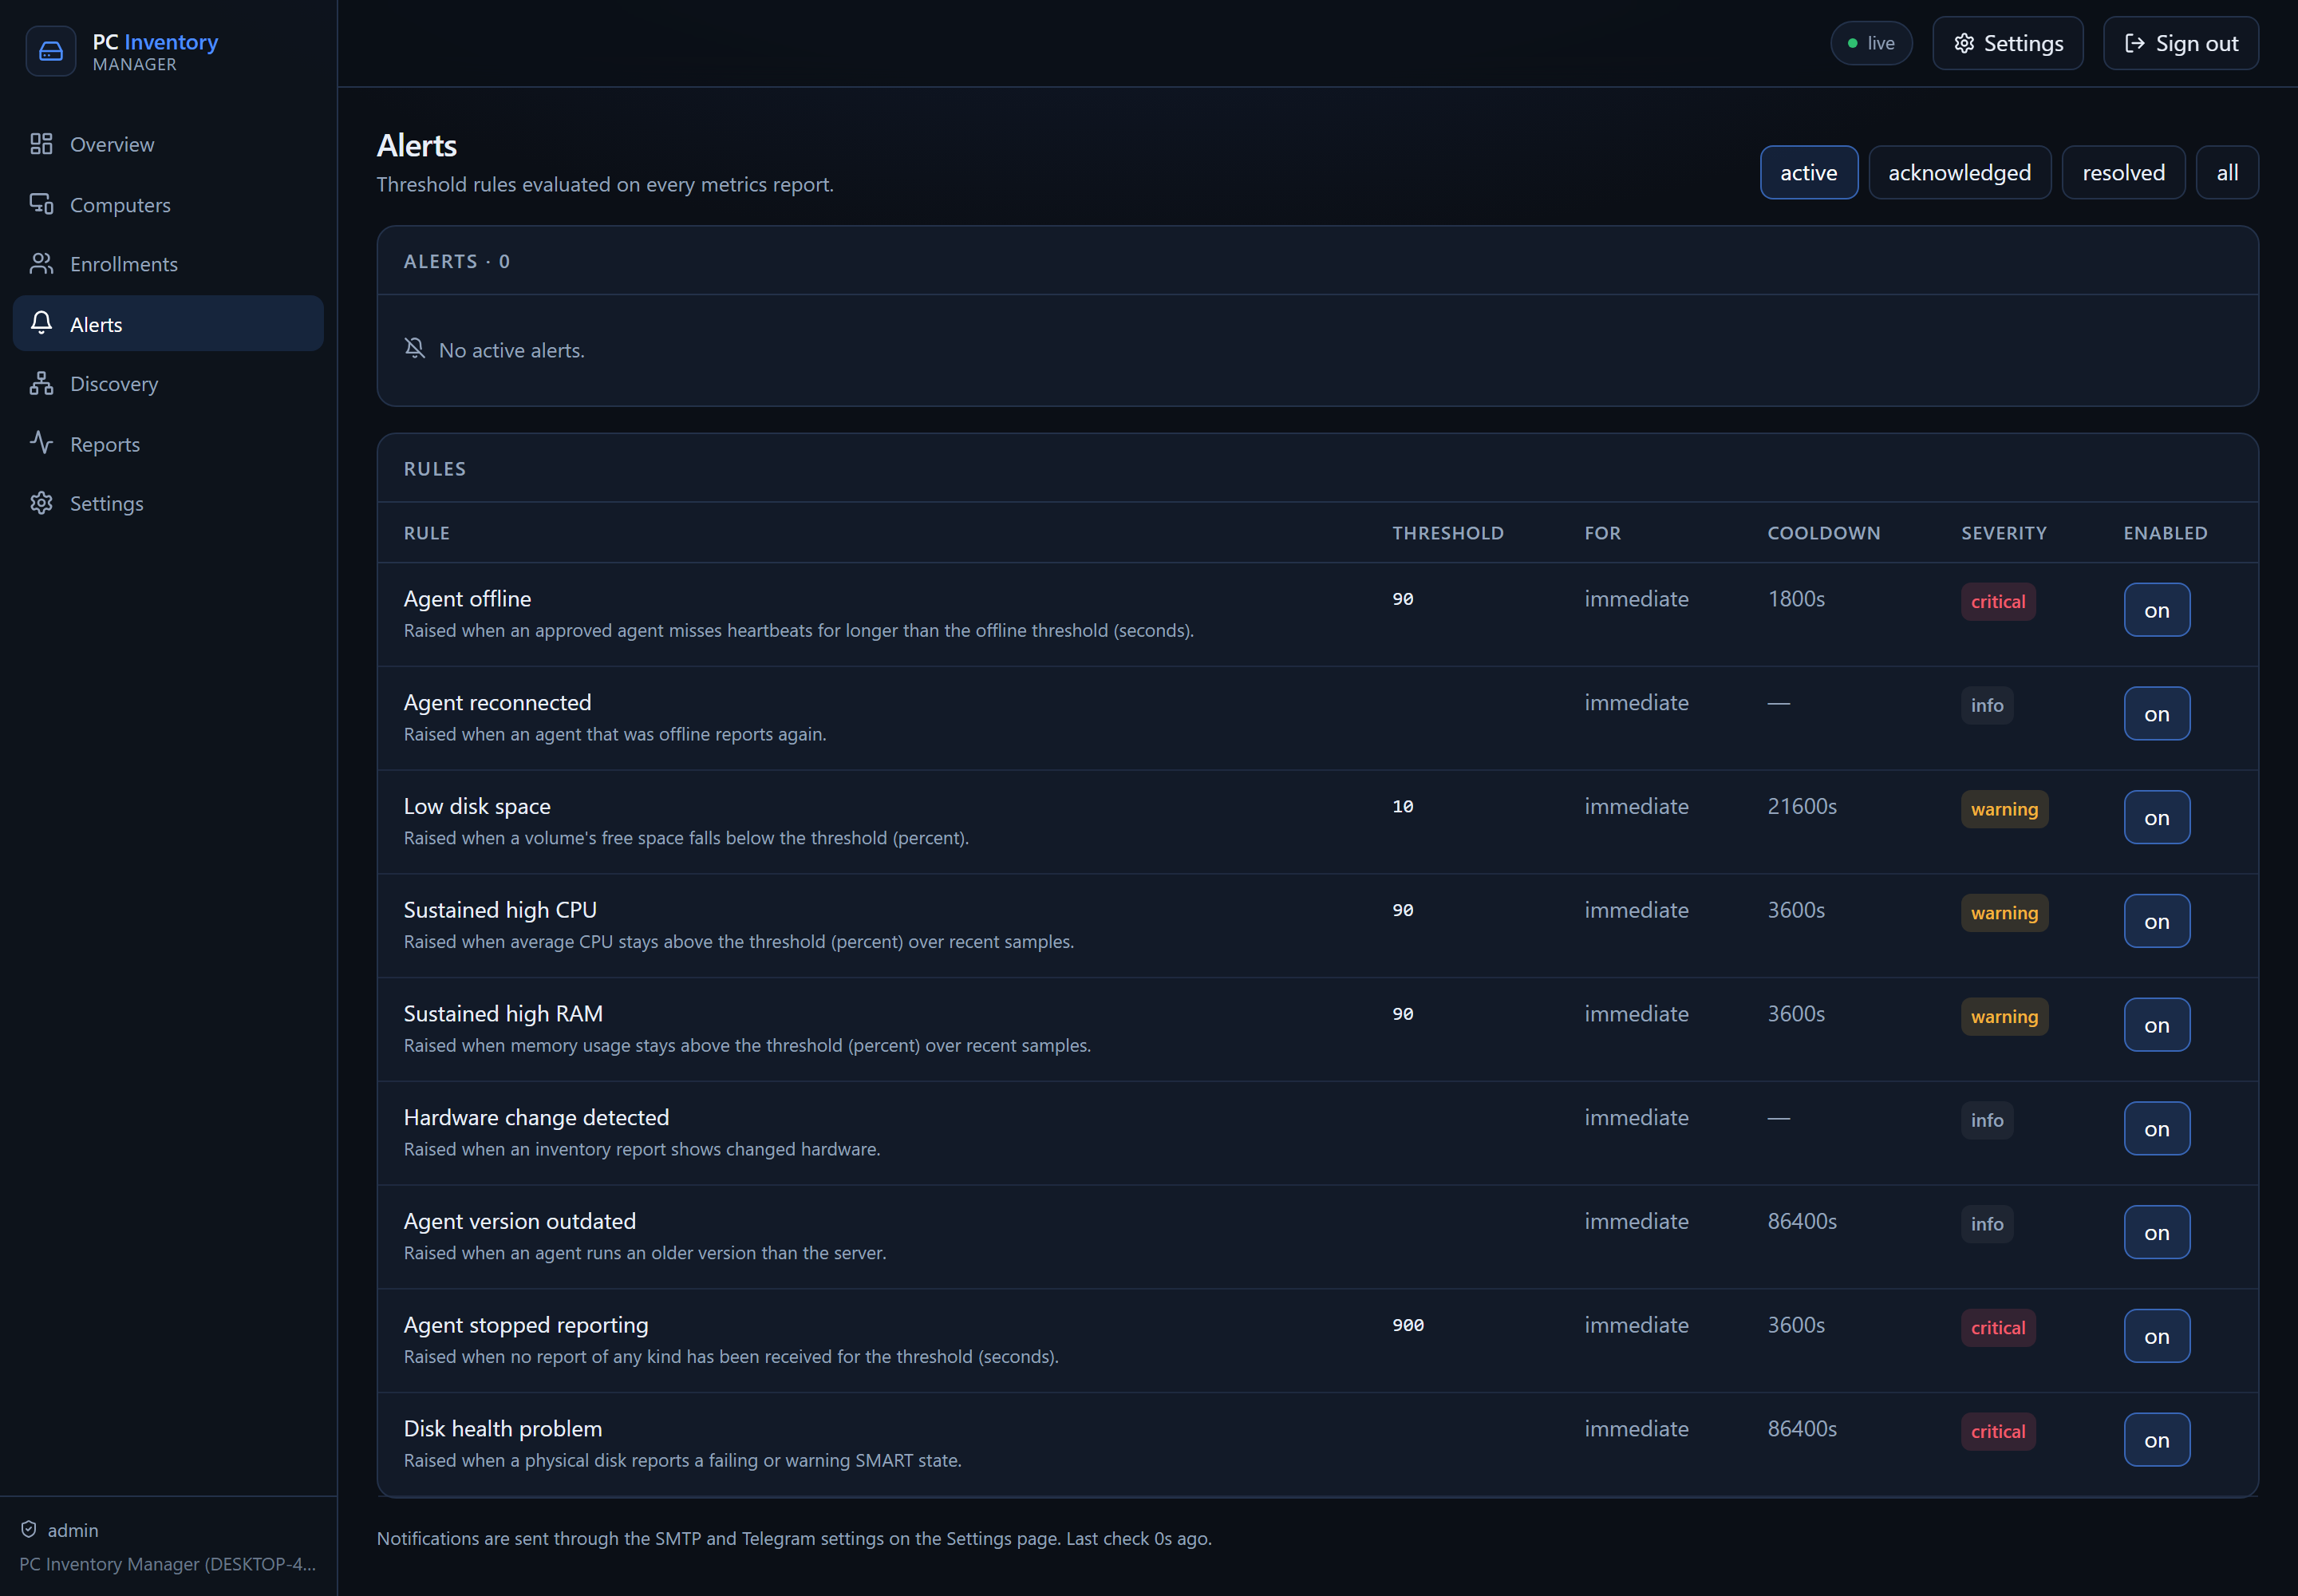 PC Inventory
MANAGER
live
Settings
Sign out
Overview
Computers
Enrollments
Alerts
Discovery
Reports
Settings
Alerts
Threshold rules evaluated on every metrics report.
active
acknowledged
resolved
all
ALERTS · 0
No active alerts.
RULES
RULE THRESHOLD FOR COOLDOWN SEVERITY ENABLED
Agent offline 90 immediate 1800s critical on
Raised when an approved agent misses heartbeats for longer than the offline threshold (seconds).
Agent reconnected immediate — info on
Raised when an agent that was offline reports again.
Low disk space 10 immediate 21600s warning on
Raised when a volume's free space falls below the threshold (percent).
Sustained high CPU 90 immediate 3600s warning on
Raised when average CPU stays above the threshold (percent) over recent samples.
Sustained high RAM 90 immediate 3600s warning on
Raised when memory usage stays above the threshold (percent) over recent samples.
Hardware change detected immediate — info on
Raised when an inventory report shows changed hardware.
Agent version outdated immediate 86400s info on
Raised when an agent runs an older version than the server.
Agent stopped reporting 900 immediate 3600s critical on
Raised when no report of any kind has been received for the threshold (seconds).
Disk health problem immediate 86400s critical on
Raised when a physical disk reports a failing or warning SMART state.
Notifications are sent through the SMTP and Telegram settings on the Settings page. Last check 0s ago.
admin
PC Inventory Manager (DESKTOP-4...